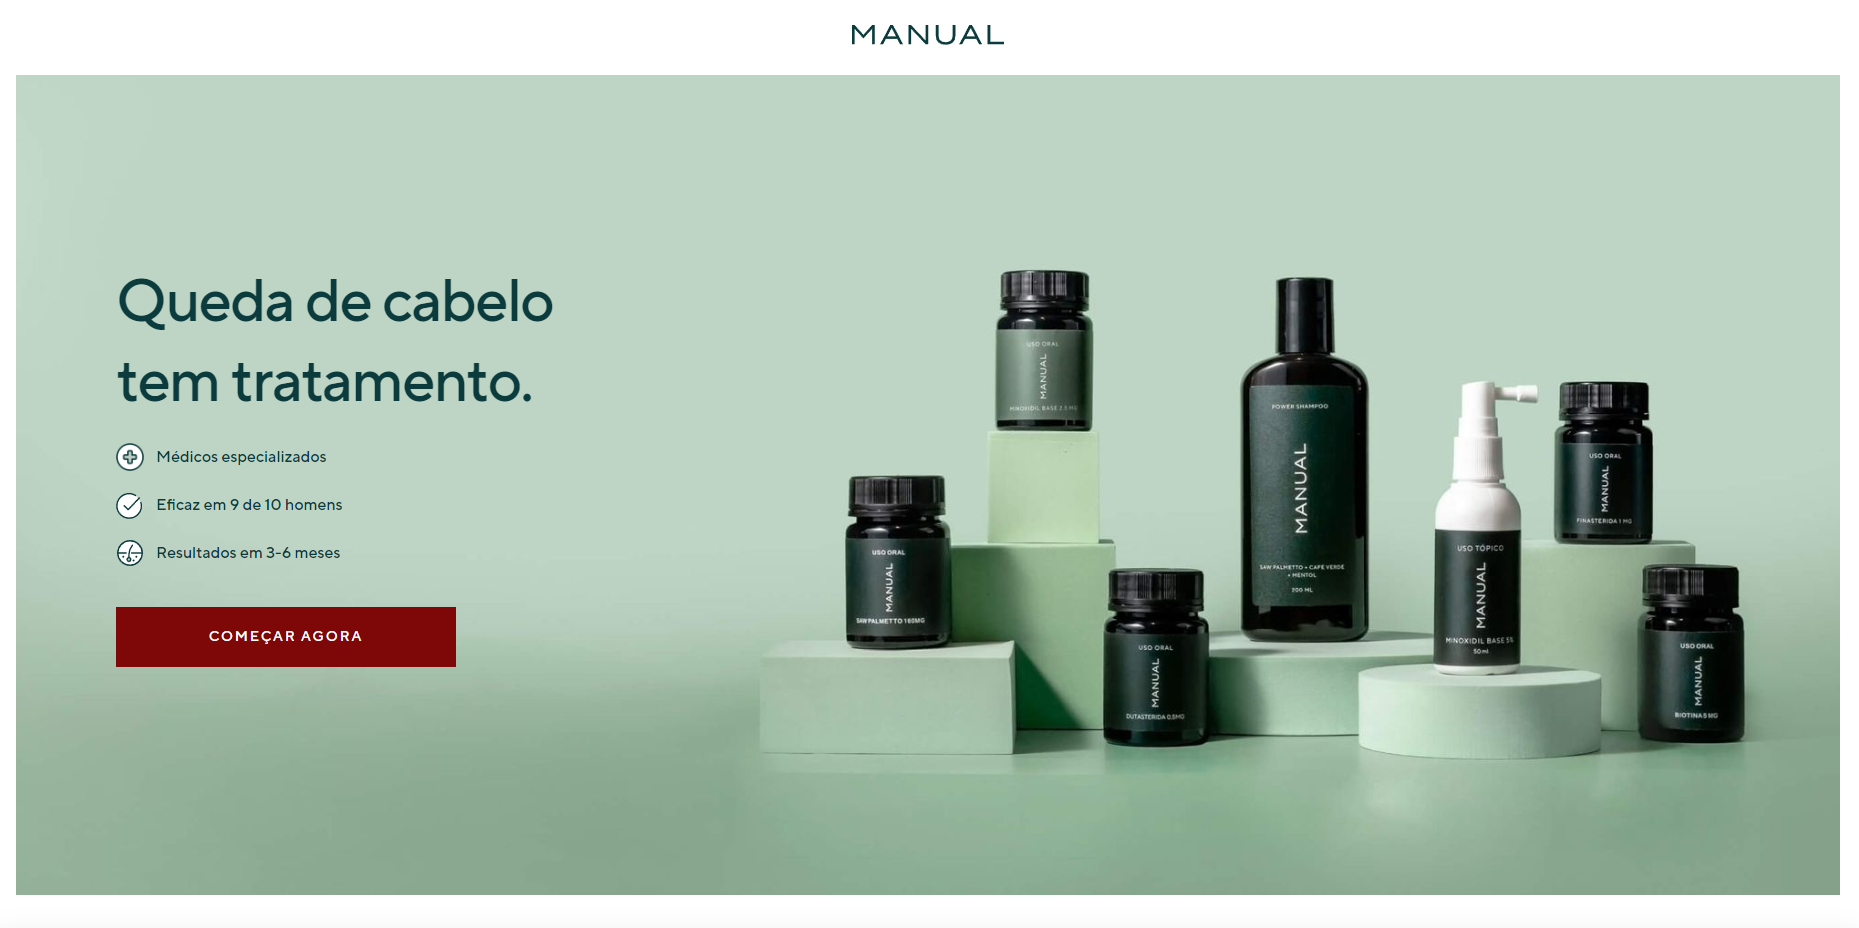 MANUAL
Queda de cabelo
tem tratamento.
Médicos especializados
Eficaz em 9 de 10 homens
Resultados em 3-6 meses
COMEÇAR AGORA
USO ORAL
MANUAL
MINOXIDIL BASE 2.5 MG
POWER SHAMPOO
MANUAL
SAW PALMETTO + CAFÉ VERDE
+ MENTOL
200 ML
USO ORAL
MANUAL
FINASTERIDA 1 MG
USO ORAL
MANUAL
SAW PALMETTO 160MG
USO TÓPICO
MANUAL
MINOXIDIL BASE 5%
50 ml
USO ORAL
MANUAL
DUTASTERIDA 0,5MG
USO ORAL
MANUAL
BIOTINA 5 MG